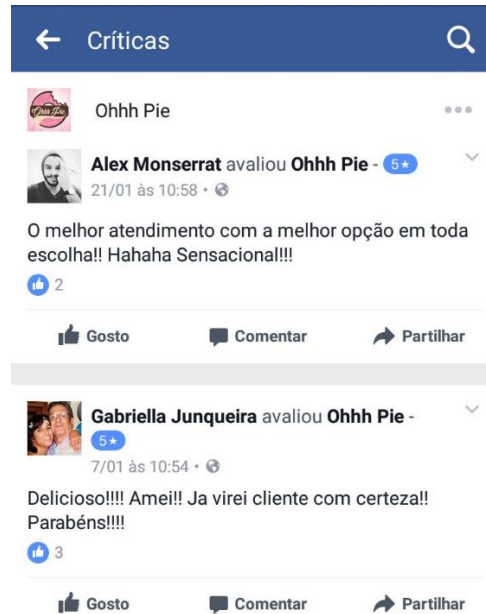 Críticas
Ohhh Pie
Ohhh Pie
Alex Monserrat avaliou Ohhh Pie - 5★
21/01 às 10:58 •
O melhor atendimento com a melhor opção em toda
escolha!! Hahaha Sensacional!!!
2
Gosto Comentar Partilhar
Gabriella Junqueira avaliou Ohhh Pie -
5★
7/01 às 10:54 •
Delicioso!!!! Amei!! Ja virei cliente com certeza!!
Parabéns!!!!
3
Gosto Comentar Partilhar